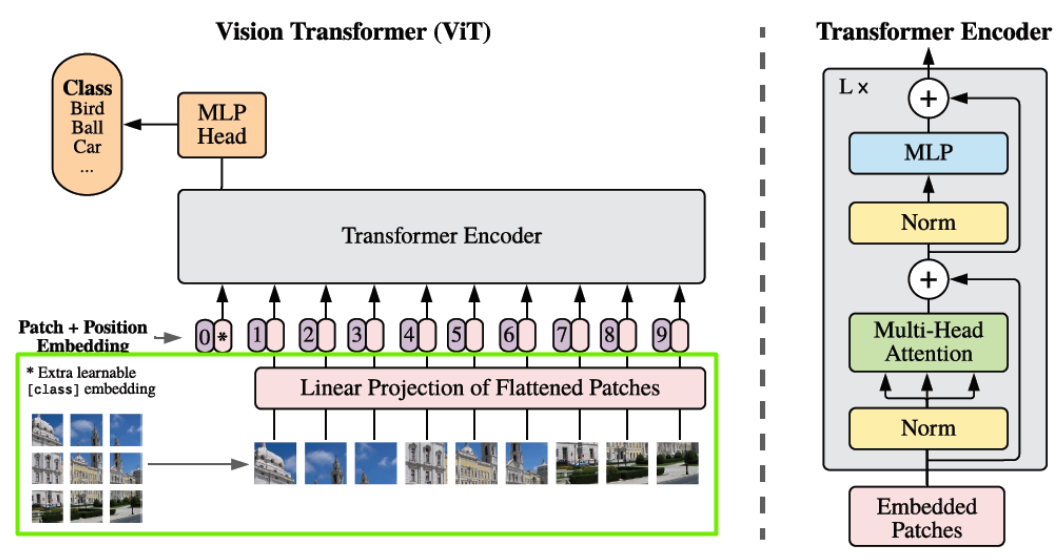 Vision Transformer (ViT)
Class
Bird
Ball
Car
...
MLP
Head
Transformer Encoder
Patch + Position
Embedding
0 * 1 2 3 4 5 6 7 8 9
* Extra learnable
[class] embedding
Linear Projection of Flattened Patches
Transformer Encoder
L ×
+
MLP
Norm
+
Multi-Head
Attention
Norm
Embedded
Patches